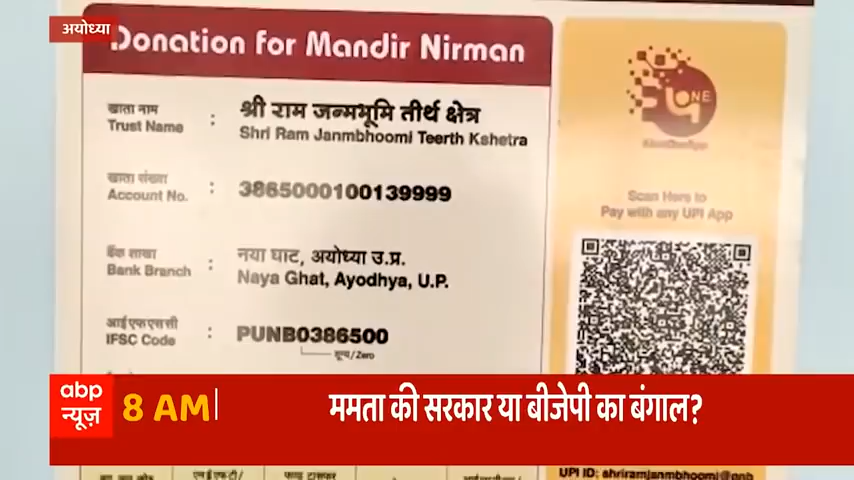 अयोध्या
Donation for Mandir Nirman
खाता नाम
Trust Name
:
श्री राम जन्मभूमि तीर्थ क्षेत्र
Shri Ram Janmbhoomi Teerth Kshetra
खाता संख्या
Account No.
:
3865000100139999
बैंक शाखा
Bank Branch
:
नया घाट, अयोध्या उ.प्र.
Naya Ghat, Ayodhya, U.P.
आईएफएससी
IFSC Code
:
PUNB0386500
शून्य/Zero
ONE
Scan Here to
Pay with any UPI App
abp
न्यूज़
8 AM
ममता की सरकार या बीजेपी का बंगाल?
UPI ID: shriramjanmbhoomi@pnb